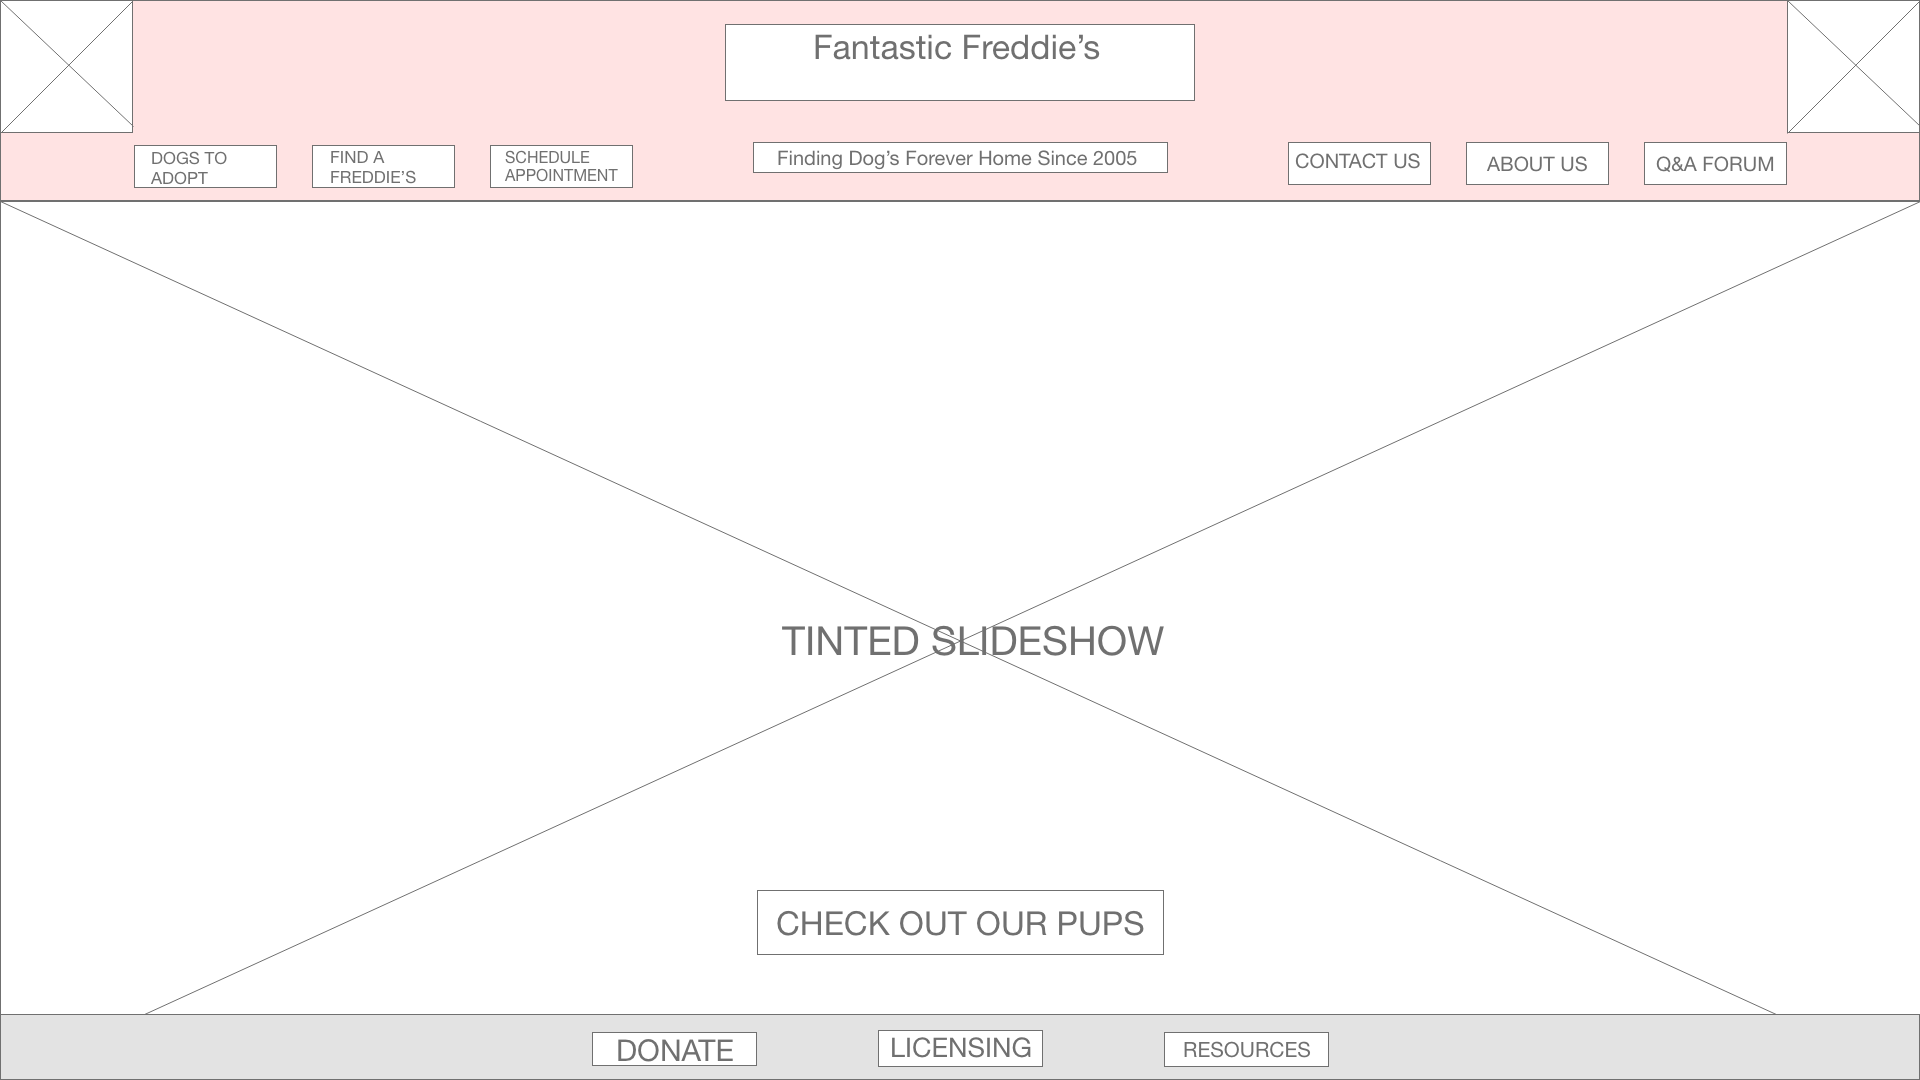 Fantastic Freddie’s
DOGS TO
ADOPT
FIND A
FREDDIE’S
SCHEDULE
APPOINTMENT
Finding Dog’s Forever Home Since 2005
CONTACT US
ABOUT US
Q&A FORUM
TINTED SLIDESHOW
CHECK OUT OUR PUPS
DONATE
LICENSING
RESOURCES